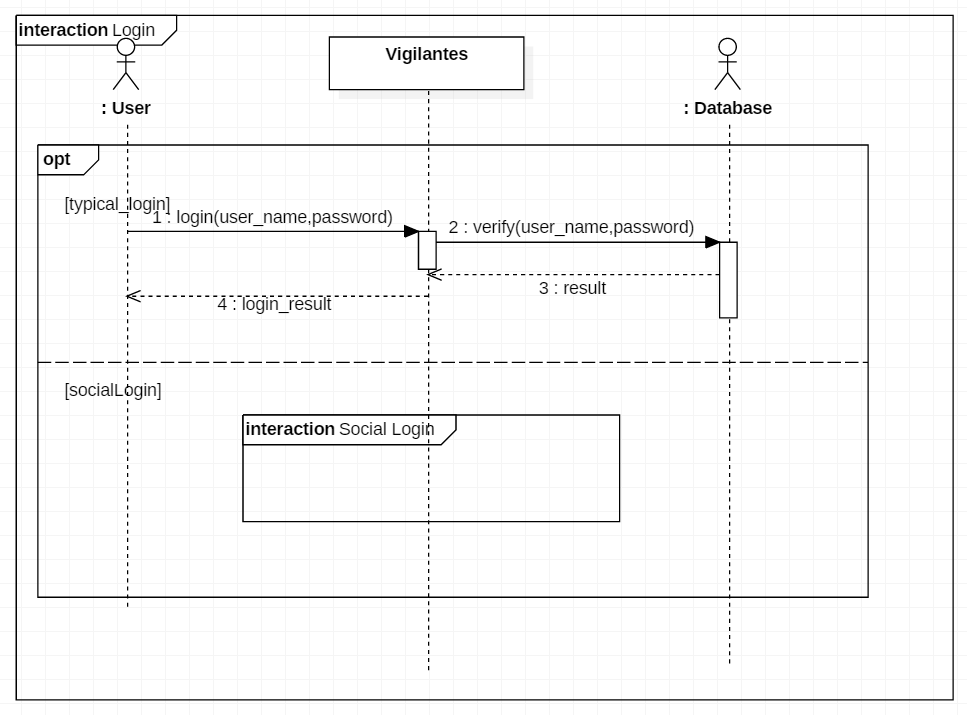 interaction Login
Vigilantes
: User
: Database
opt
[typical_login]
1 : login(user_name,password)
2 : verify(user_name,password)
3 : result
4 : login_result
[socialLogin]
interaction Social Login